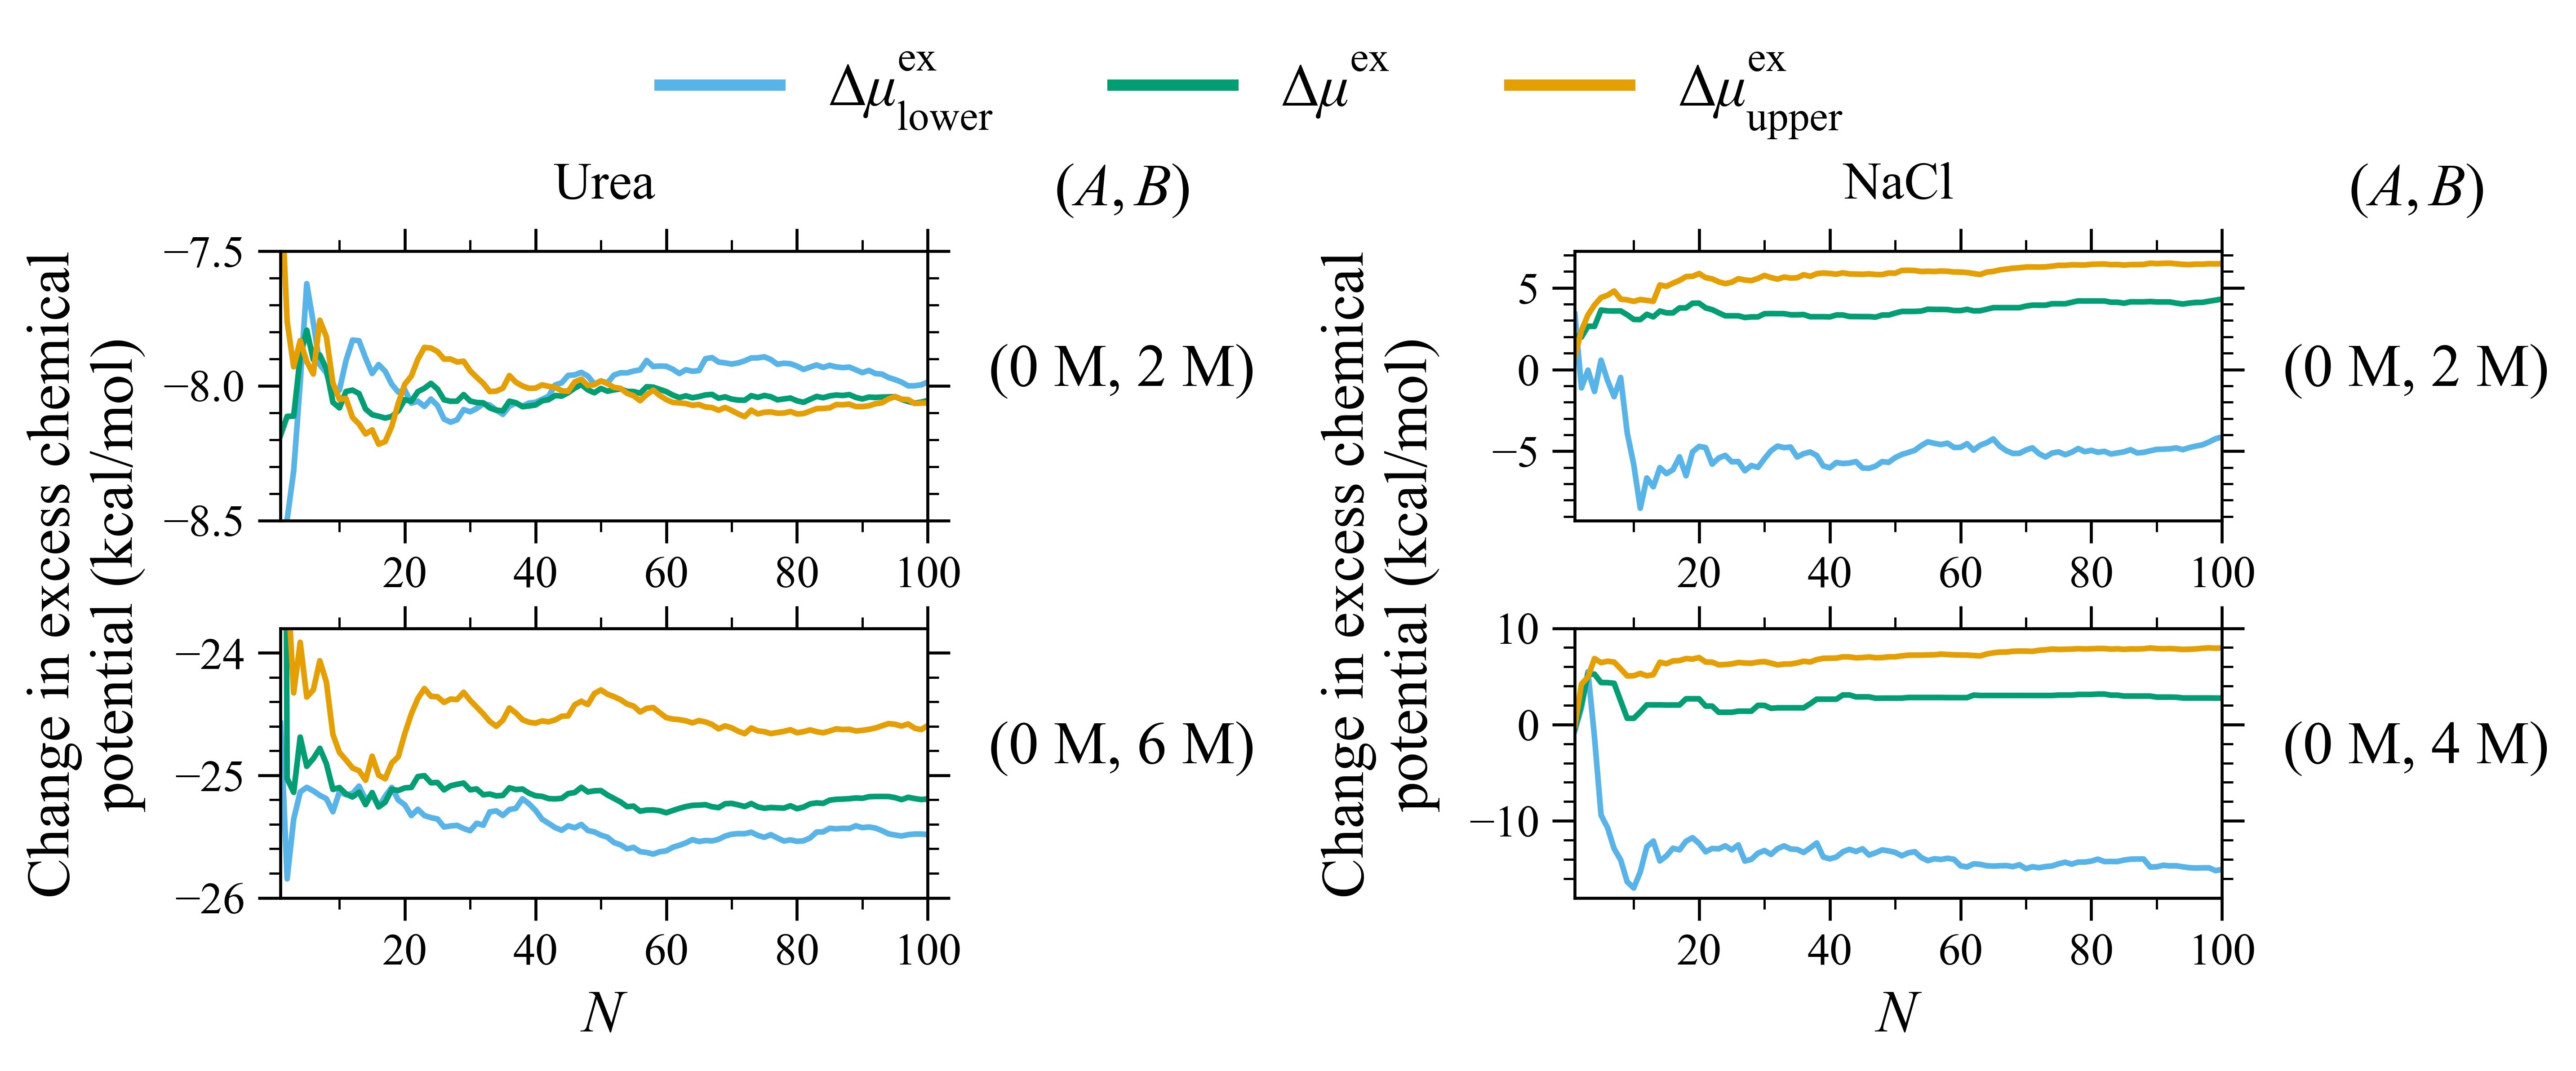 Δμ^ex_lower Δμ^ex Δμ^ex_upper
Urea (A, B) NaCl (A, B)
Change in excess chemical
potential (kcal/mol)
−7.5
−8.0
−8.5
20 40 60 80 100
(0 M, 2 M)
−24
−25
−26
20 40 60 80 100
N
(0 M, 6 M)
Change in excess chemical
potential (kcal/mol)
5
0
−5
20 40 60 80 100
(0 M, 2 M)
10
0
−10
20 40 60 80 100
N
(0 M, 4 M)